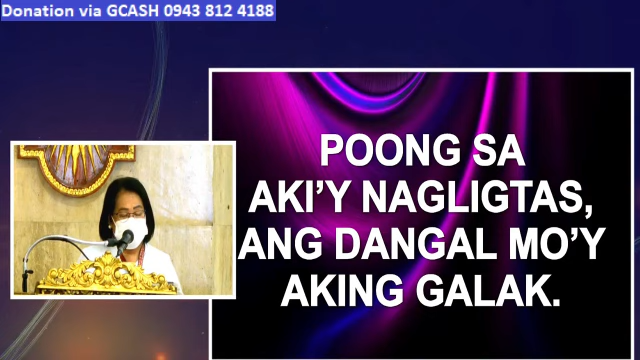 Donation via GCASH 0943 812 4188
POONG SA
AKI'Y NAGLIGTAS,
ANG DANGAL MO'Y
AKING GALAK.